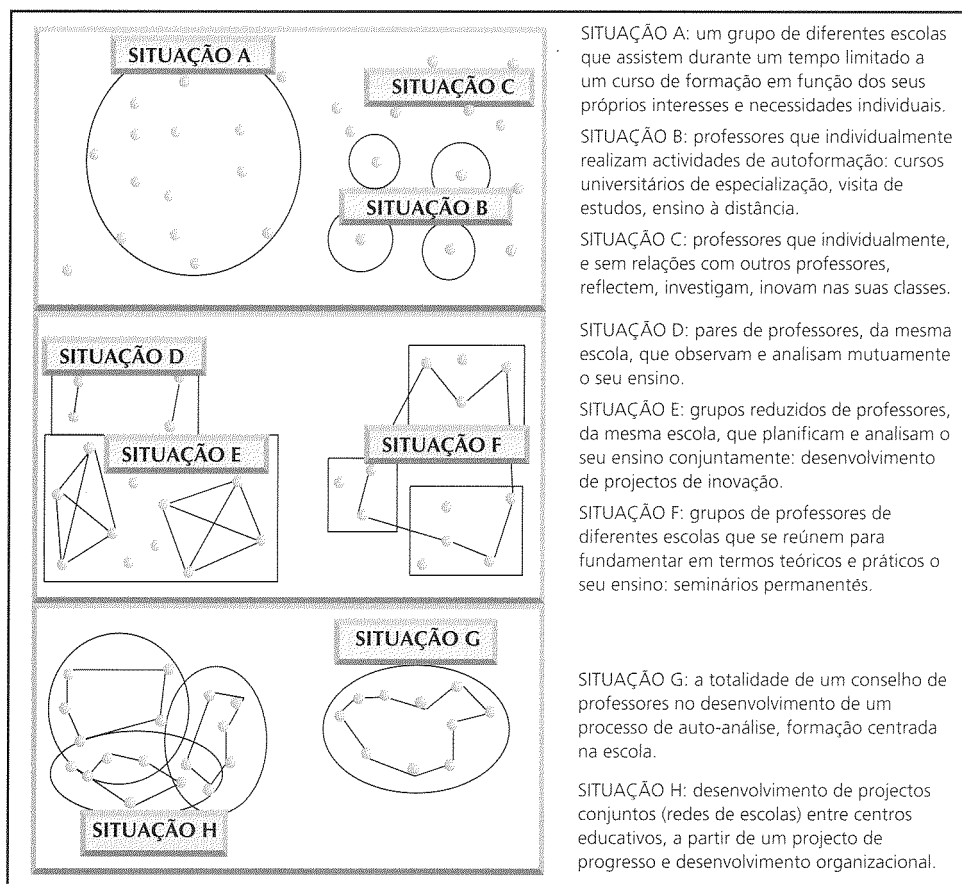 SITUAÇÃO A
SITUAÇÃO C
SITUAÇÃO B
SITUAÇÃO D
SITUAÇÃO E
SITUAÇÃO F
SITUAÇÃO G
SITUAÇÃO H
SITUAÇÃO A: um grupo de diferentes escolas
que assistem durante um tempo limitado a
um curso de formação em função dos seus
próprios interesses e necessidades individuais.
SITUAÇÃO B: professores que individualmente
realizam actividades de autoformação: cursos
universitários de especialização, visita de
estudos, ensino à distância.
SITUAÇÃO C: professores que individualmente,
e sem relações com outros professores,
reflectem, investigam, inovam nas suas classes.
SITUAÇÃO D: pares de professores, da mesma
escola, que observam e analisam mutuamente
o seu ensino.
SITUAÇÃO E: grupos reduzidos de professores,
da mesma escola, que planificam e analisam o
seu ensino conjuntamente: desenvolvimento
de projectos de inovação.
SITUAÇÃO F: grupos de professores de
diferentes escolas que se reúnem para
fundamentar em termos teóricos e práticos o
seu ensino: seminários permanentes.
SITUAÇÃO G: a totalidade de um conselho de
professores no desenvolvimento de um
processo de auto-análise, formação centrada
na escola.
SITUAÇÃO H: desenvolvimento de projectos
conjuntos (redes de escolas) entre centros
educativos, a partir de um projecto de
progresso e desenvolvimento organizacional.